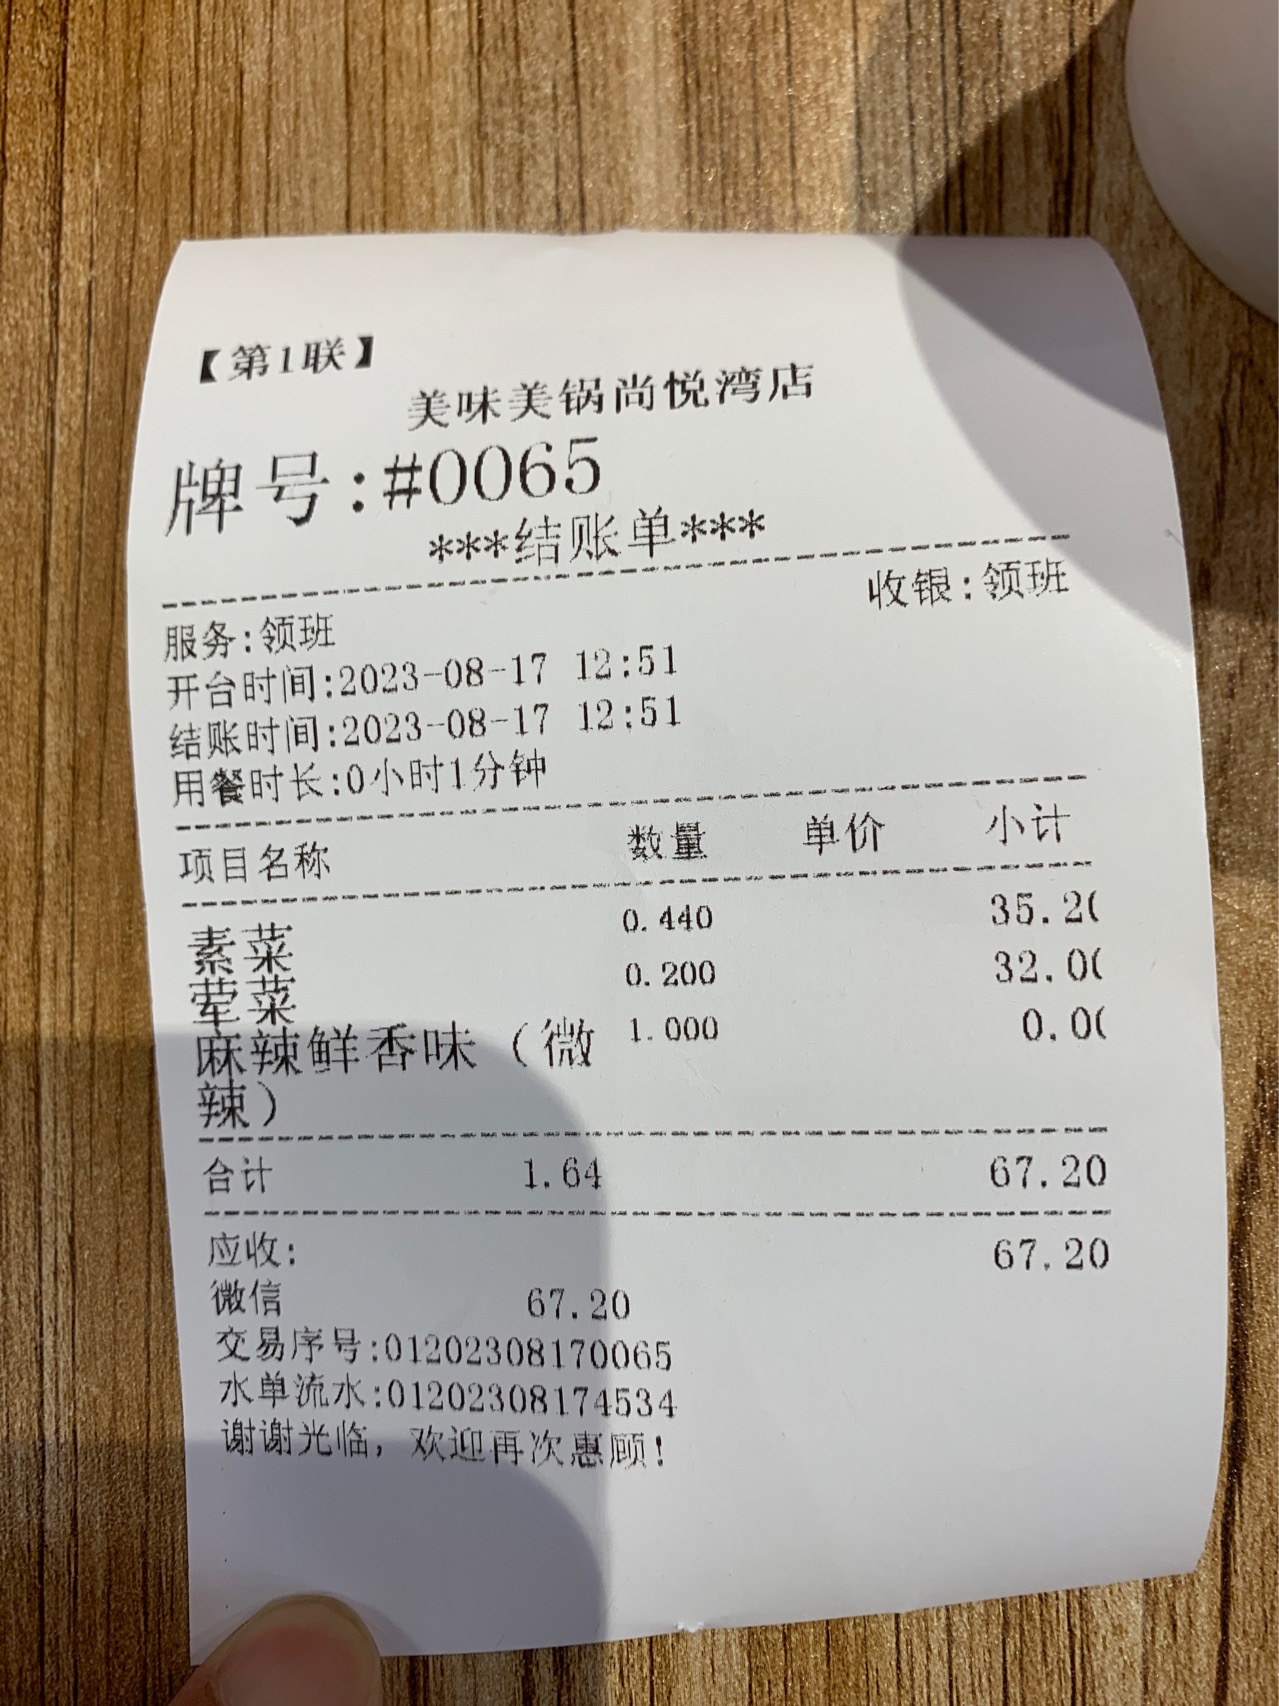 【第1联】
美味美锅尚悦湾店
牌号:#0065
***结账单***
收银:领班
服务:领班
开台时间:2023-08-17 12:51
结账时间:2023-08-17 12:51
用餐时长:0小时1分钟
项目名称 数量 单价 小计
素菜 0.440 35.2(
荤菜 0.200 32.0(
麻辣鲜香味（微 1.000 0.0(
辣）
合计 1.64 67.20
应收: 67.20
微信 67.20
交易序号:01202308170065
水单流水:01202308174534
谢谢光临，欢迎再次惠顾！